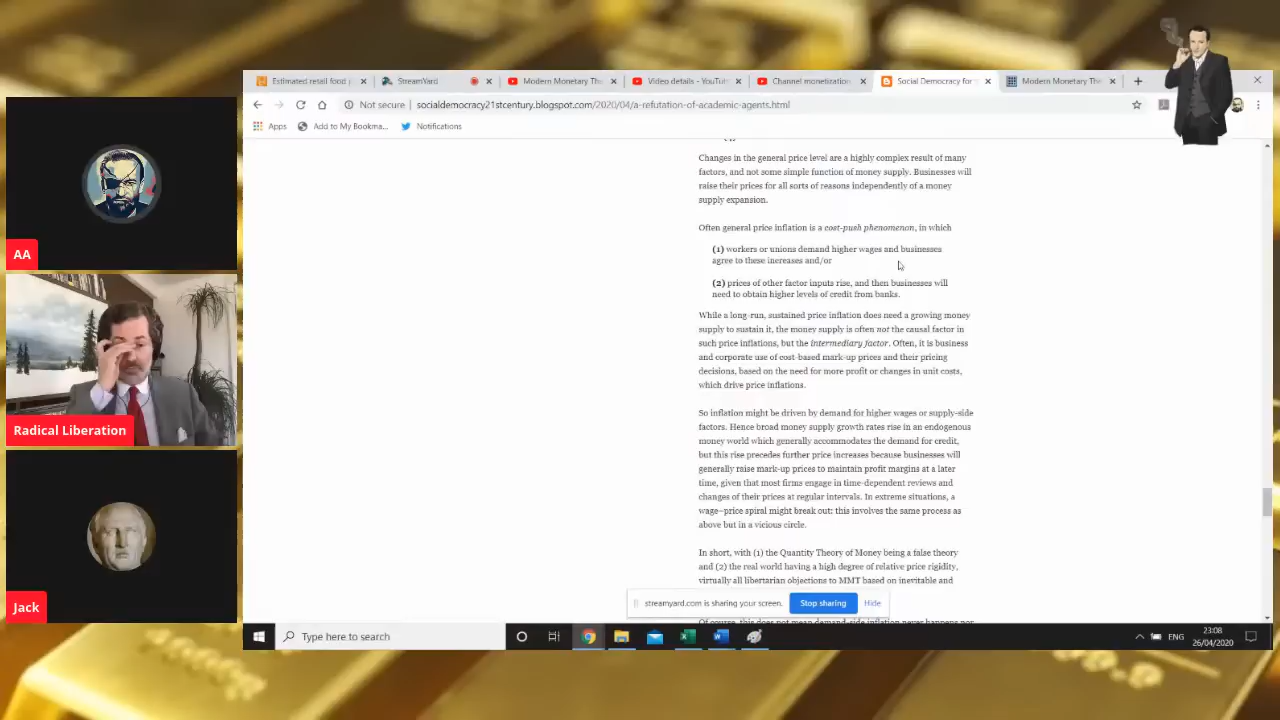 Estimated retail food p
StreamYard
Modern Monetary The
Video details - YouTub
Channel monetization
Social Democracy for
Modern Monetary The
Not secure
socialdemocracy21stcentury.blogspot.com/2020/04/a-refutation-of-academic-agents.html
Apps
Add to My Bookma...
Notifications
Changes in the general price level are a highly complex result of many
factors, and not some simple function of money supply. Businesses will
raise their prices for all sorts of reasons independently of a money
supply expansion.
Often general price inflation is a cost-push phenomenon, in which
(1) workers or unions demand higher wages and businesses
agree to these increases and/or
(2) prices of other factor inputs rise, and then businesses will
need to obtain higher levels of credit from banks.
While a long-run, sustained price inflation does need a growing money
supply to sustain it, the money supply is often not the causal factor in
such price inflations, but the intermediary factor. Often, it is business
and corporate use of cost-based mark-up prices and their pricing
decisions, based on the need for more profit or changes in unit costs,
which drive price inflations.
So inflation might be driven by demand for higher wages or supply-side
factors. Hence broad money supply growth rates rise in an endogenous
money world which generally accommodates the demand for credit,
but this rise precedes further price increases because businesses will
generally raise mark-up prices to maintain profit margins at a later
time, given that most firms engage in time-dependent reviews and
changes of their prices at regular intervals. In extreme situations, a
wage–price spiral might break out: this involves the same process as
above but in a vicious circle.
In short, with (1) the Quantity Theory of Money being a false theory
and (2) the real world having a high degree of relative price rigidity,
virtually all libertarian objections to MMT based on inevitable and
streamyard.com is sharing your screen.
Stop sharing
Hide
Of course, this does not mean demand-side inflation never happens nor
Type here to search
ENG
23:08
26/04/2020
AA
Radical Liberation
Jack